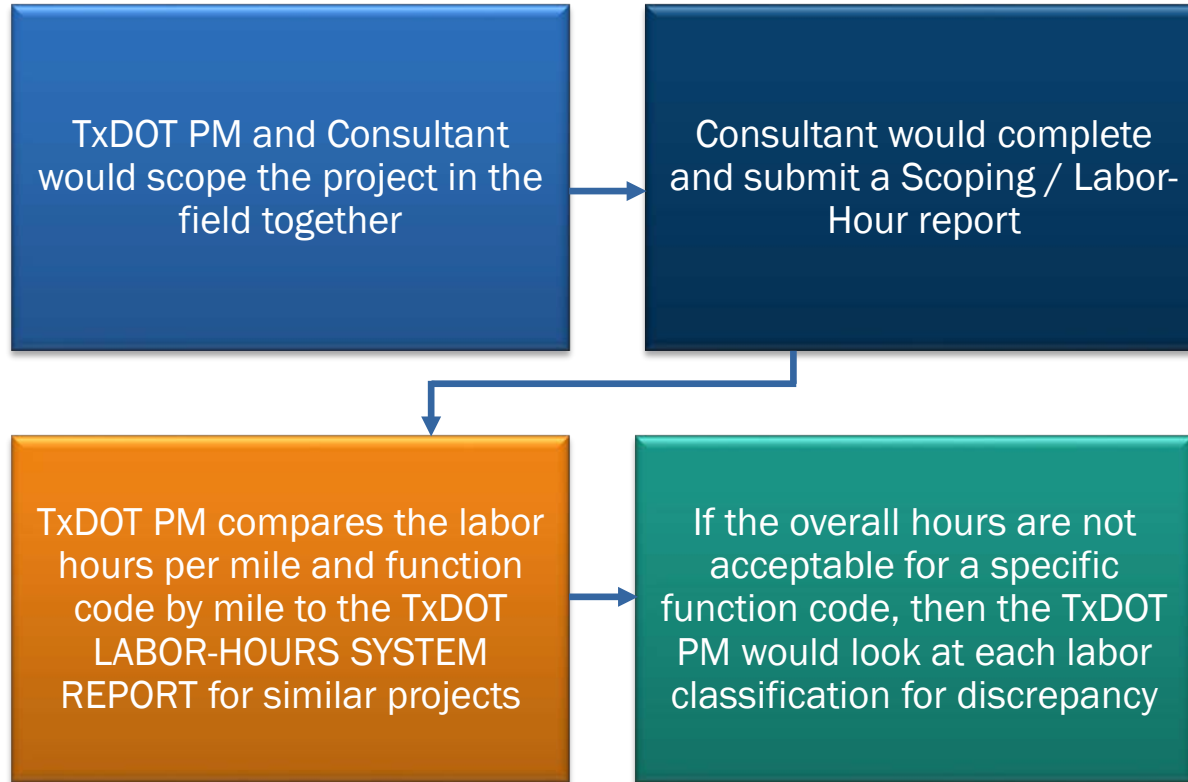 TxDOT PM and Consultant
would scope the project in the
field together
Consultant would complete
and submit a Scoping / Labor-
Hour report
TxDOT PM compares the labor
hours per mile and function
code by mile to the TxDOT
LABOR-HOURS SYSTEM
REPORT for similar projects
If the overall hours are not
acceptable for a specific
function code, then the TxDOT
PM would look at each labor
classification for discrepancy